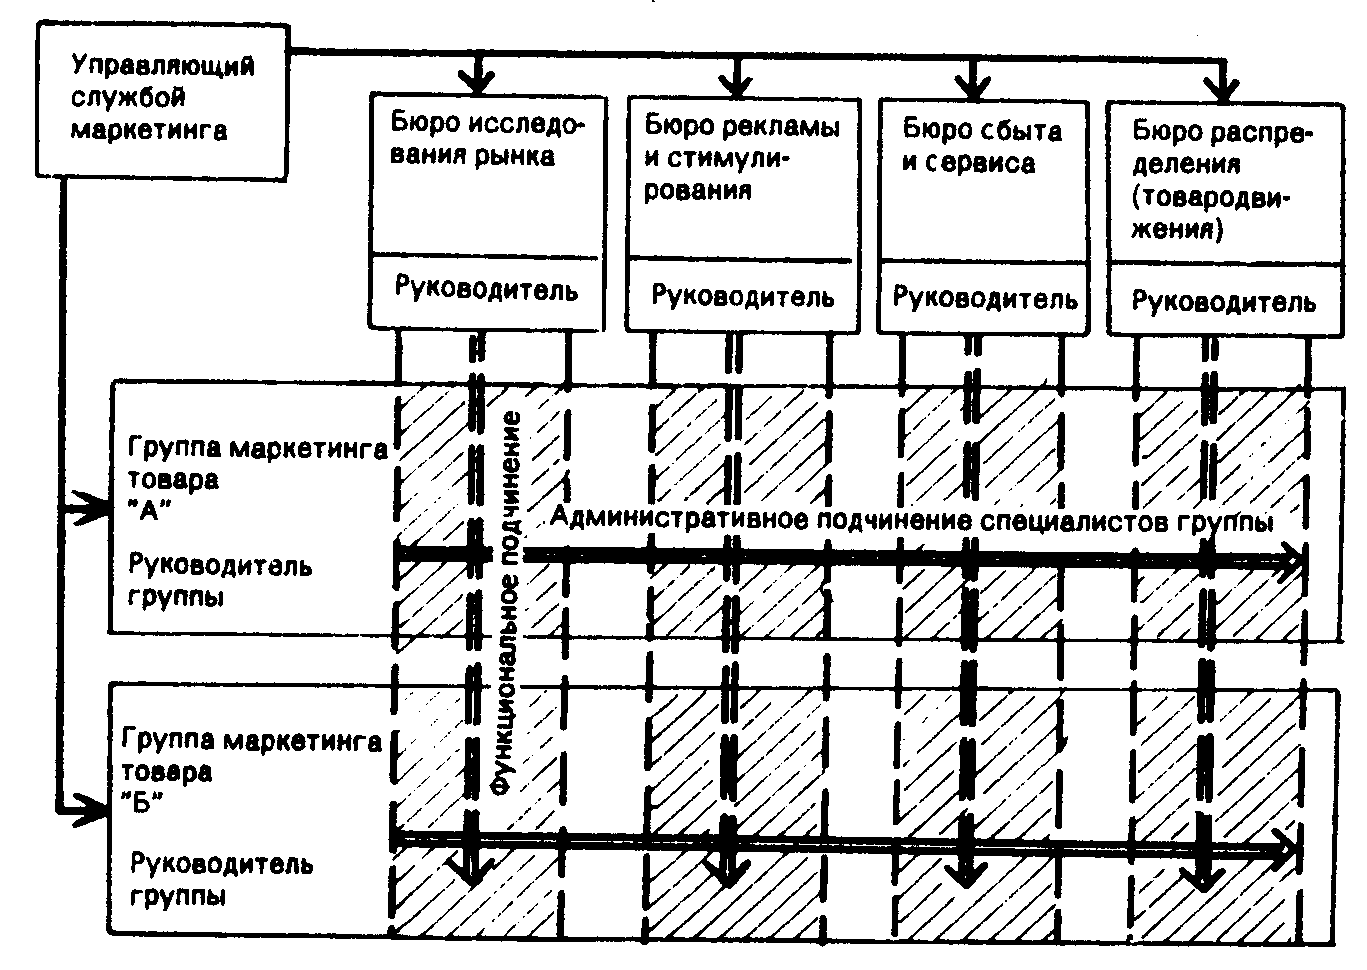 Управляющий
службой
маркетинга
Бюро исследо-
вания рынка
Руководитель
Бюро рекламы
и стимули-
рования
Руководитель
Бюро сбыта
и сервиса
Руководитель
Бюро распре-
деления
(товародви-
жения)
Руководитель
Группа маркетинга
товара
"А"
Руководитель
группы
Функциональное подчинение
Административное подчинение специалистов группы
Группа маркетинга
товара
"Б"
Руководитель
группы